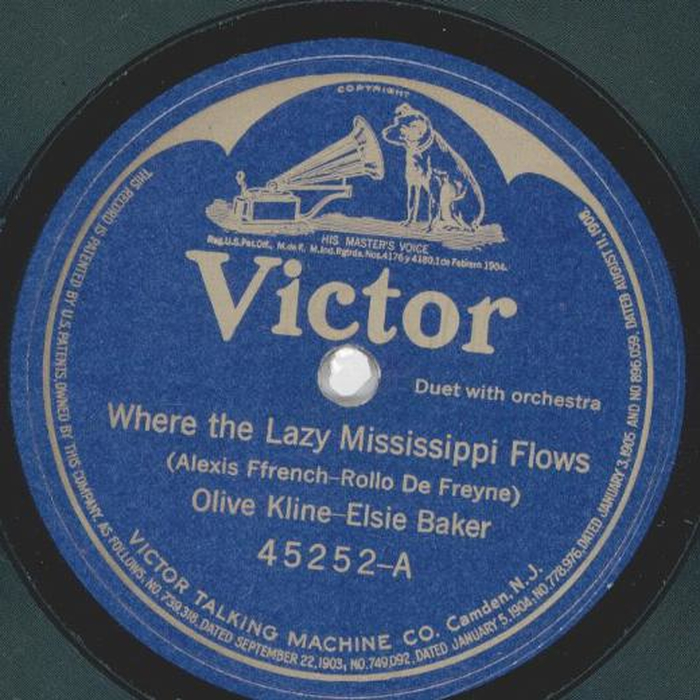 COPYRIGHT
HIS MASTER'S VOICE
Reg.U.S.Pat.Off., M.de F. M.Ind.Rgtrda.Nos.4176 y 4180,1 de Febrero 1904.
Victor
Duet with orchestra
Where the Lazy Mississippi Flows
(Alexis Ffrench-Rollo De Freyne)
Olive Kline-Elsie Baker
45252-A
VICTOR TALKING MACHINE CO. Camden, N.J.
THIS RECORD IS PATENTED BY U.S. PATENTS, OWNED BY THIS COMPANY, AS FOLLOWS, NO. 739,318, DATED SEPTEMBER 22, 1903, NO. 749,092, DATED JANUARY 5, 1904, NO. 778,976, DATED JANUARY 3, 1905 AND NO 896,059, DATED AUGUST 11, 1908.